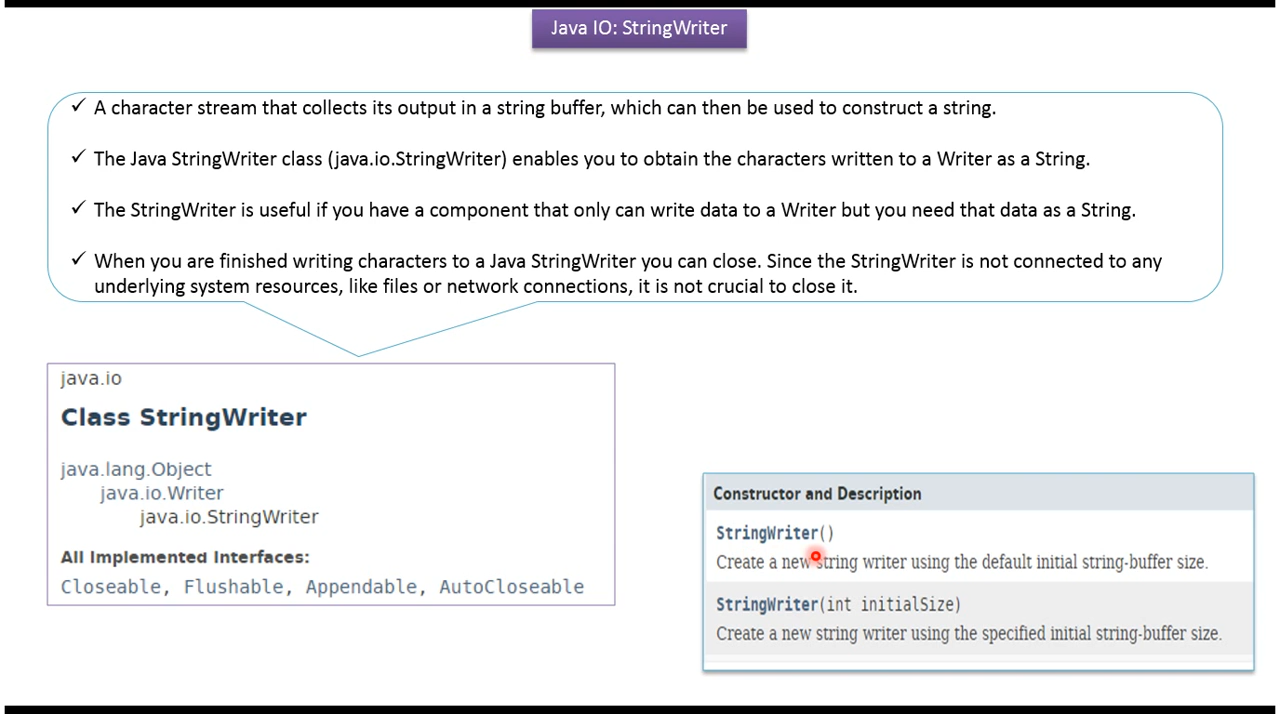 Java IO: StringWriter
✓ A character stream that collects its output in a string buffer, which can then be used to construct a string.
✓ The Java StringWriter class (java.io.StringWriter) enables you to obtain the characters written to a Writer as a String.
✓ The StringWriter is useful if you have a component that only can write data to a Writer but you need that data as a String.
✓ When you are finished writing characters to a Java StringWriter you can close. Since the StringWriter is not connected to any
underlying system resources, like files or network connections, it is not crucial to close it.
java.io
Class StringWriter
java.lang.Object
java.io.Writer
java.io.StringWriter
All Implemented Interfaces:
Closeable, Flushable, Appendable, AutoCloseable
Constructor and Description
StringWriter()
Create a new string writer using the default initial string-buffer size.
StringWriter(int initialSize)
Create a new string writer using the specified initial string-buffer size.